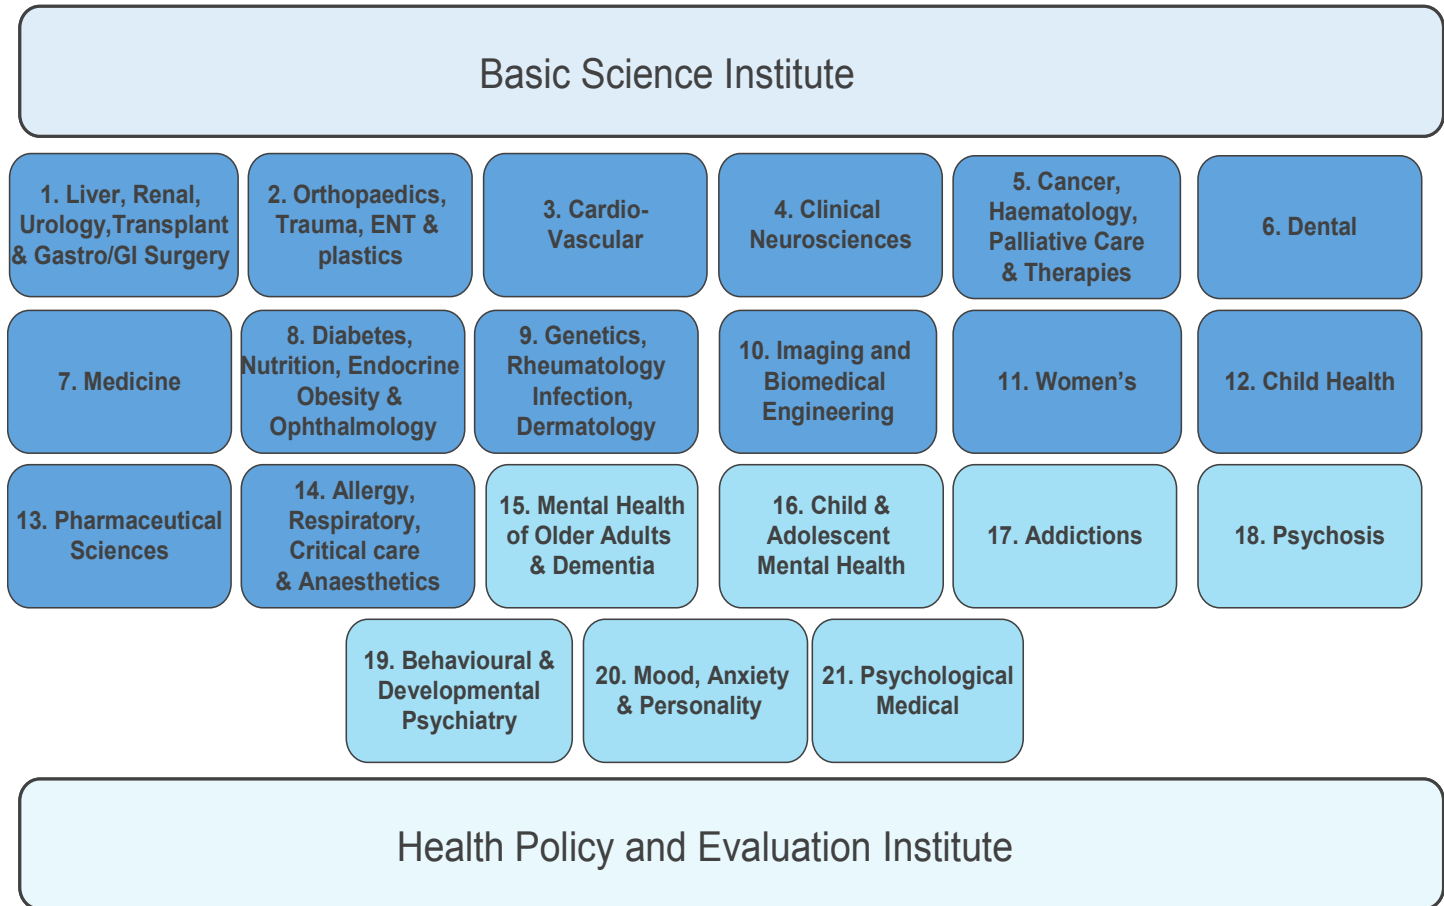 Basic Science Institute
1. Liver, Renal,
Urology,Transplant
& Gastro/GI Surgery
2. Orthopaedics,
Trauma, ENT &
plastics
3. Cardio-
Vascular
4. Clinical
Neurosciences
5. Cancer,
Haematology,
Palliative Care
& Therapies
6. Dental
7. Medicine
8. Diabetes,
Nutrition, Endocrine
Obesity &
Ophthalmology
9. Genetics,
Rheumatology
Infection,
Dermatology
10. Imaging and
Biomedical
Engineering
11. Women’s
12. Child Health
13. Pharmaceutical
Sciences
14. Allergy,
Respiratory,
Critical care
& Anaesthetics
15. Mental Health
of Older Adults
& Dementia
16. Child &
Adolescent
Mental Health
17. Addictions
18. Psychosis
19. Behavioural &
Developmental
Psychiatry
20. Mood, Anxiety
& Personality
21. Psychological
Medical
Health Policy and Evaluation Institute